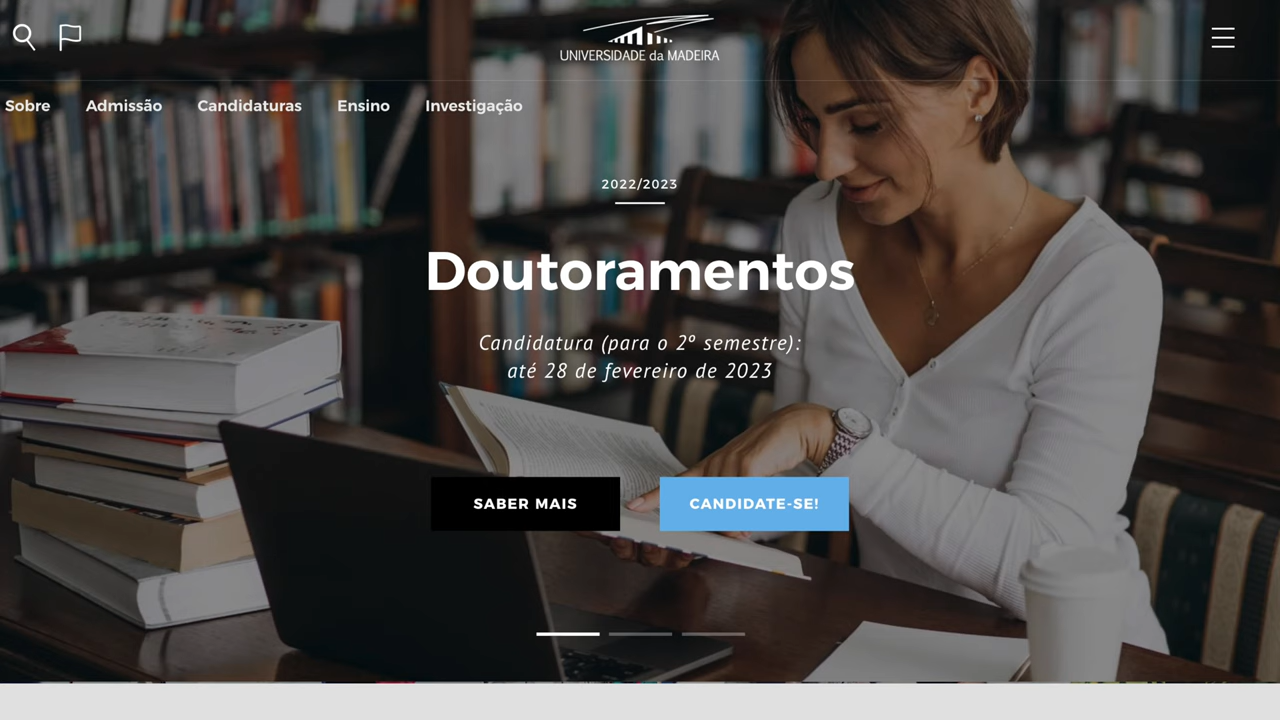 UNIVERSIDADE da MADEIRA
Sobre
Admissão
Candidaturas
Ensino
Investigação
2022/2023
Doutoramentos
Candidatura (para o 2º semestre):
até 28 de fevereiro de 2023
SABER MAIS
CANDIDATE-SE!